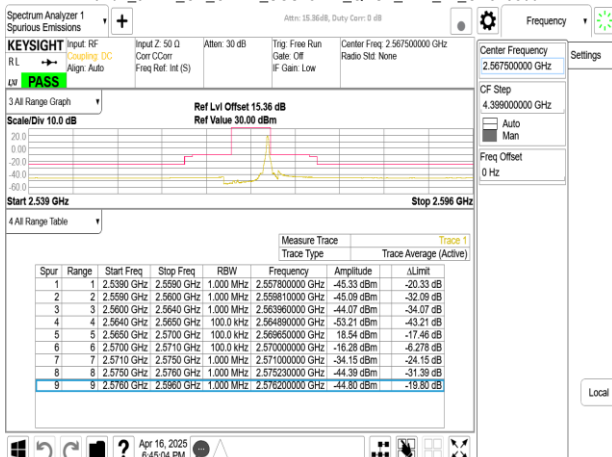 Spectrum Analyzer 1
Spurious Emissions
Attn: 15.36dB, Duty Corr: 0 dB
Frequency
KEYSIGHT Input: RF Input Z: 50 Ω Atten: 30 dB Trig: Free Run Center Freq: 2.567500000 GHz
RL Coupling: DC Corr CCorr Gate: Off Radio Std: None
Align: Auto Freq Ref: Int (S) IF Gain: Low
LXI PASS
Center Frequency
2.567500000 GHz
Settings
CF Step
4.399000000 GHz
Auto
Man
Freq Offset
0 Hz
3 All Range Graph
Ref Lvl Offset 15.36 dB
Scale/Div 10.0 dB Ref Value 30.00 dBm
20.0
0.00
-20.0
-40.0
-60.0
Start 2.539 GHz Stop 2.596 GHz
4 All Range Table
Measure Trace Trace 1
Trace Type Trace Average (Active)
Spur Range Start Freq Stop Freq RBW Frequency Amplitude ΔLimit
1 1 2.5390 GHz 2.5590 GHz 1.000 MHz 2.557800000 GHz -45.33 dBm -20.33 dB
2 2 2.5590 GHz 2.5600 GHz 1.000 MHz 2.559810000 GHz -45.09 dBm -32.09 dB
3 3 2.5600 GHz 2.5640 GHz 1.000 MHz 2.563960000 GHz -44.07 dBm -34.07 dB
4 4 2.5640 GHz 2.5650 GHz 100.0 kHz 2.564890000 GHz -53.21 dBm -43.21 dB
5 5 2.5650 GHz 2.5700 GHz 100.0 kHz 2.569650000 GHz 18.54 dBm -17.46 dB
6 6 2.5700 GHz 2.5710 GHz 100.0 kHz 2.570000000 GHz -16.28 dBm -6.278 dB
7 7 2.5710 GHz 2.5750 GHz 1.000 MHz 2.571000000 GHz -34.15 dBm -24.15 dB
8 8 2.5750 GHz 2.5760 GHz 1.000 MHz 2.575230000 GHz -44.39 dBm -31.39 dB
9 9 2.5760 GHz 2.5960 GHz 1.000 MHz 2.576200000 GHz -44.80 dBm -19.80 dB
Local
Apr 16, 2025
6:45:04 PM